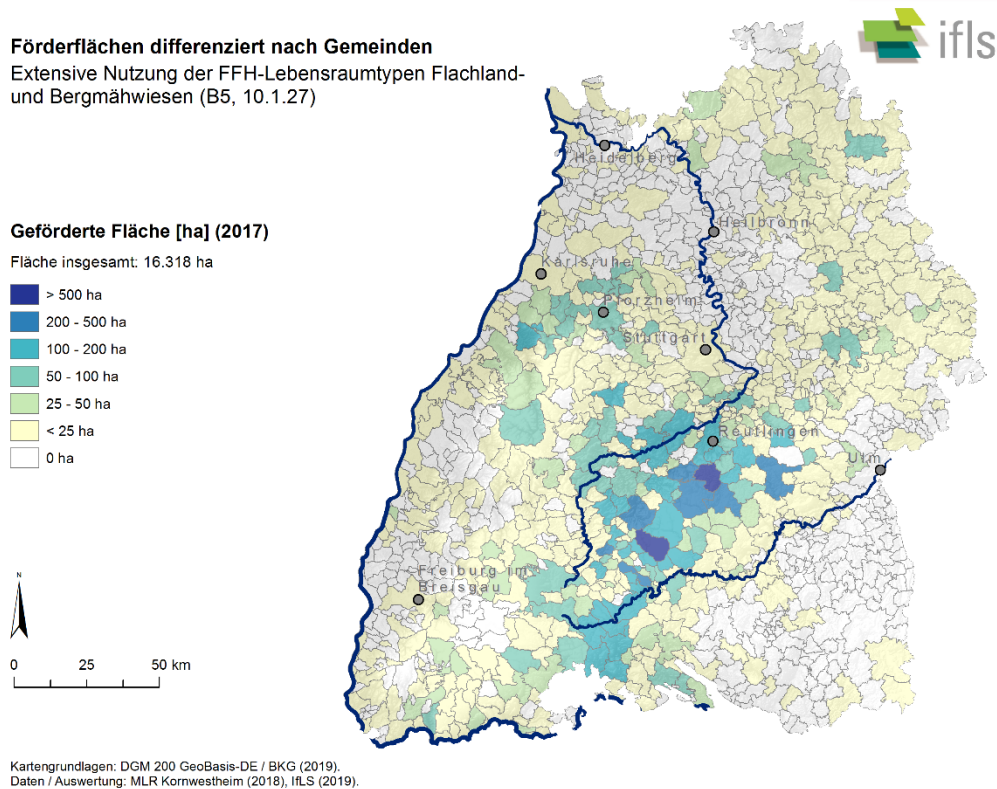 Förderflächen differenziert nach Gemeinden
Extensive Nutzung der FFH-Lebensraumtypen Flachland-
und Bergmähwiesen (B5, 10.1.27)
ifls
Heidelberg
Heilbronn
Geförderte Fläche [ha] (2017)
Fläche insgesamt: 16.318 ha
Karlsruhe
> 500 ha
Pforzheim
200 - 500 ha
Stuttgart
100 - 200 ha
50 - 100 ha
25 - 50 ha
< 25 ha
Reutlingen
0 ha
Ulm
Freiburg im
Breisgau
N
0 25 50 km
Kartengrundlagen: DGM 200 GeoBasis-DE / BKG (2019).
Daten / Auswertung: MLR Kornwestheim (2018), IfLS (2019).